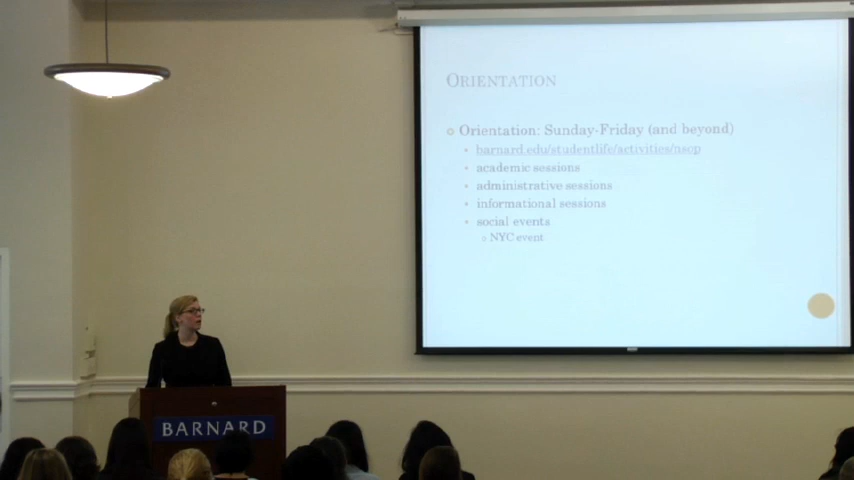 ORIENTATION
Orientation: Sunday-Friday (and beyond)
barnard.edu/studentlife/activities/nsop
academic sessions
administrative sessions
informational sessions
social events
NYC event
BARNARD